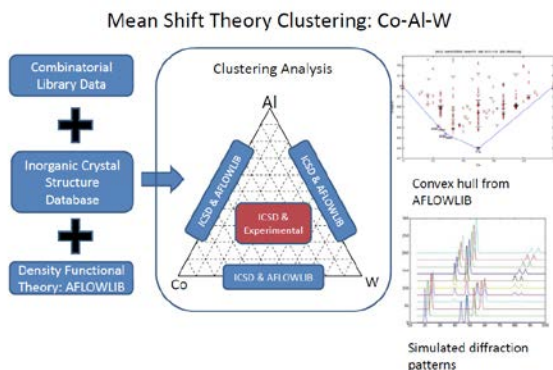 Mean Shift Theory Clustering: Co-Al-W
Combinatorial
Library Data
Inorganic Crystal
Structure
Database
Density Functional
Theory: AFLOWLIB
Clustering Analysis
Al
ICSD & AFLOWLIB
ICSD & AFLOWLIB
ICSD &
Experimental
ICSD & AFLOWLIB
Co
W
Convex hull from
AFLOWLIB
Simulated diffraction
patterns